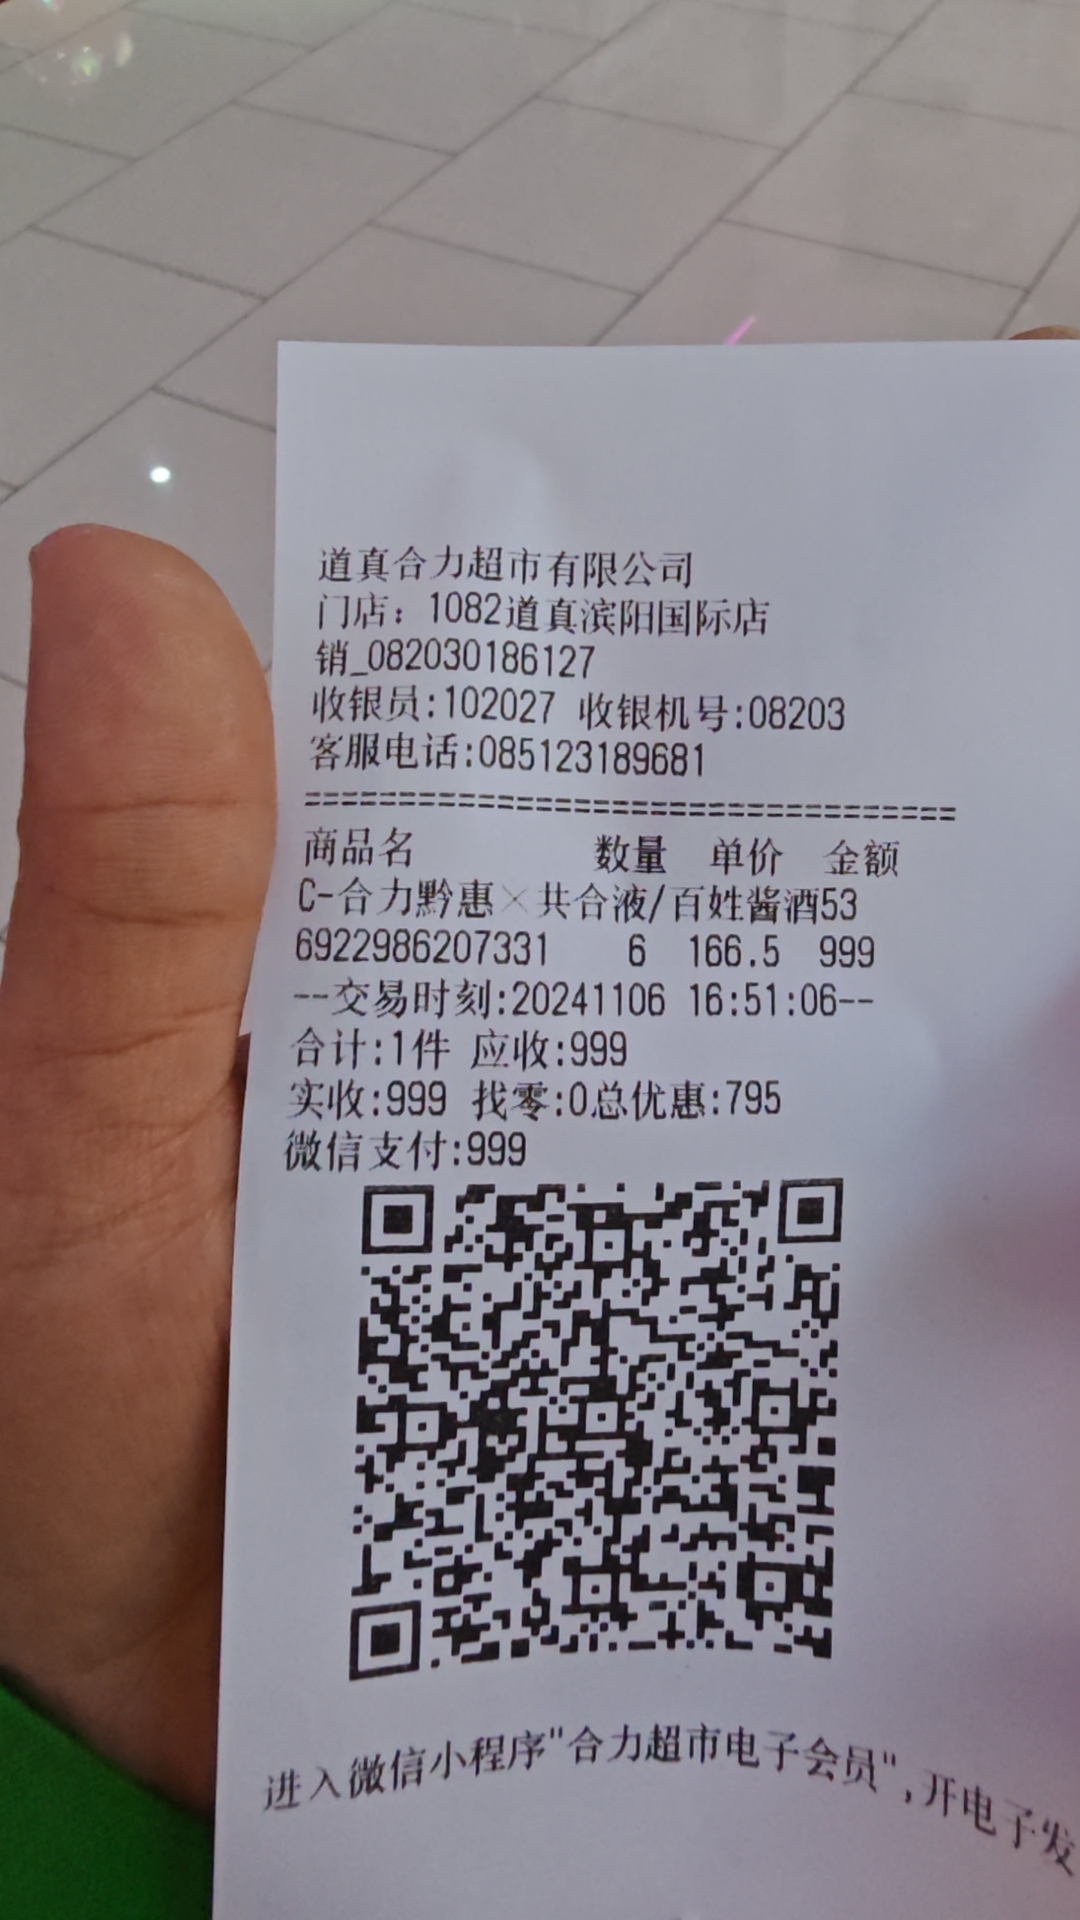 道真合力超市有限公司
门店：1082道真滨阳国际店
销_082030186127
收银员:102027 收银机号:08203
客服电话:085123189681
===================================
商品名 数量 单价 金额
C-合力黔惠×共合液/百姓酱酒53
6922986207331 6 166.5 999
--交易时刻:20241106 16:51:06--
合计:1件 应收:999
实收:999 找零:0总优惠:795
微信支付:999
进入微信小程序"合力超市电子会员",开电子发